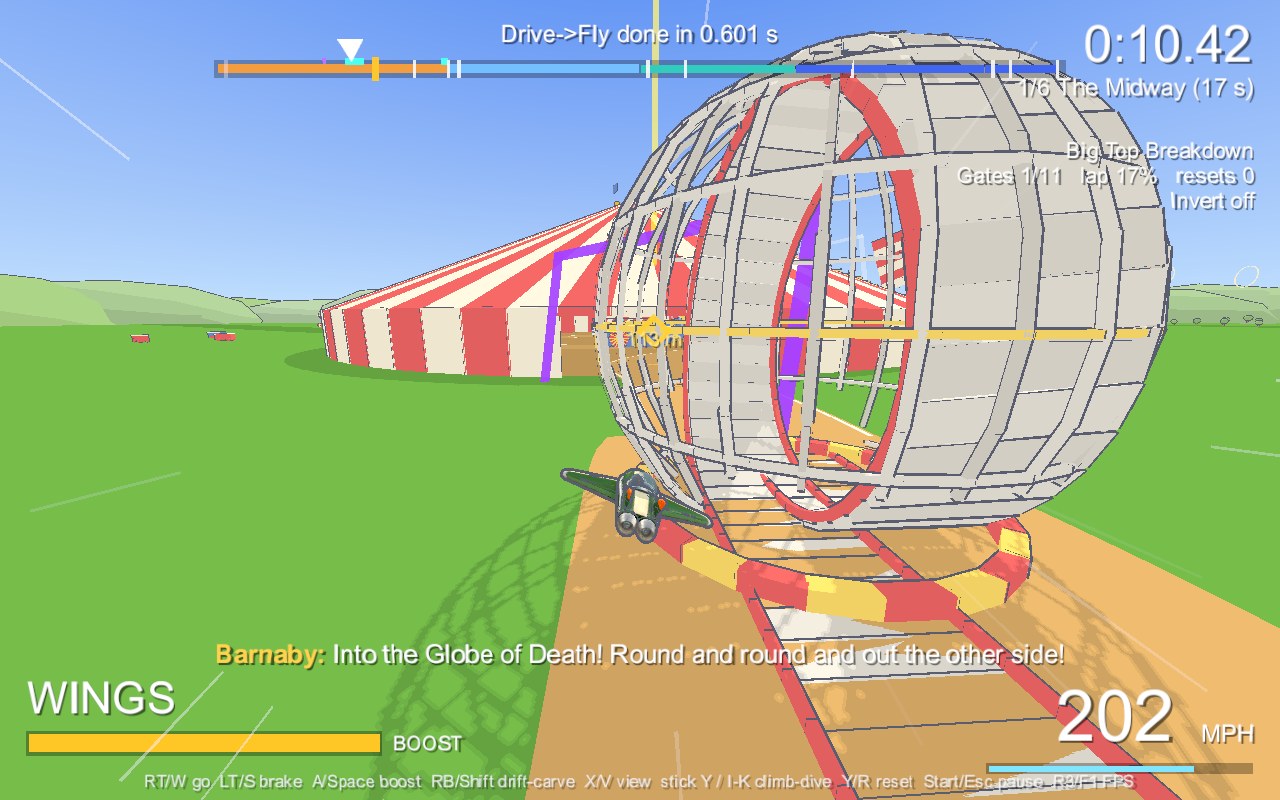 Drive->Fly done in 0.601 s
0:10.42
1/6 The Midway (17 s)
Big Top Breakdown
Gates 1/11 lap 17% resets 0
Invert off
113 m
Barnaby: Into the Globe of Death! Round and round and out the other side!
WINGS
BOOST
202 MPH
RT/W go LT/S brake A/Space boost RB/Shift drift-carve X/V view stick Y / I-K climb-dive Y/R reset Start/Esc pause R3/F1 FPS